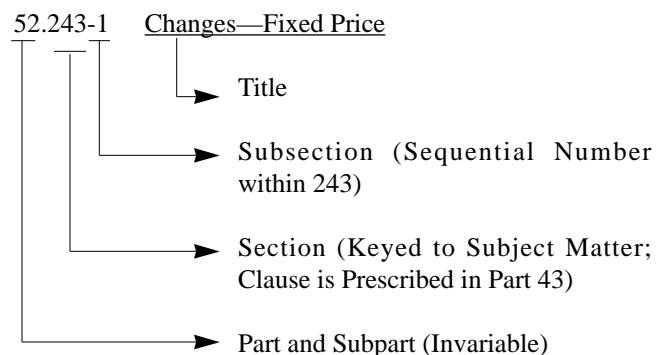 52.243-1 Changes—Fixed Price
Title
Subsection (Sequential Number
within 243)
Section (Keyed to Subject Matter;
Clause is Prescribed in Part 43)
Part and Subpart (Invariable)